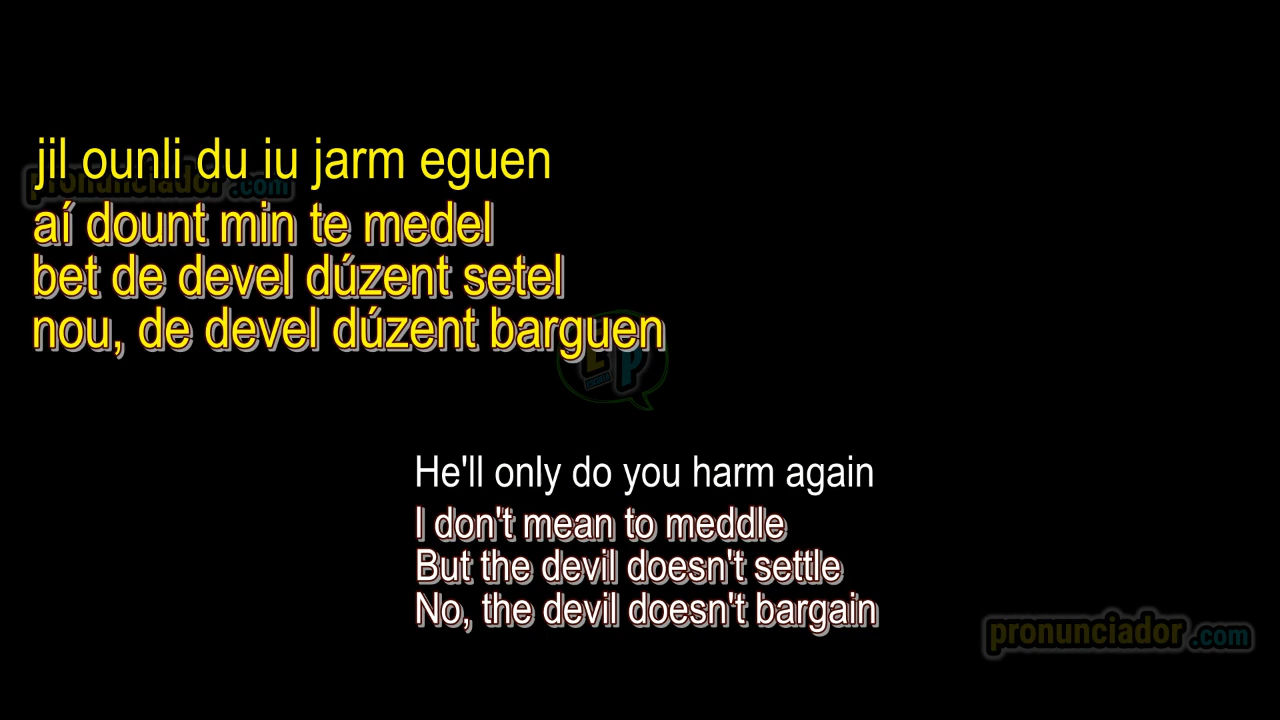 jil ounli du iu jarm eguen
pronunciador.com
aí dount min te medel
bet de devel dúzent setel
nou, de devel dúzent barguen
LP
He'll only do you harm again
I don't mean to meddle
But the devil doesn't settle
No, the devil doesn't bargain
pronunciador.com